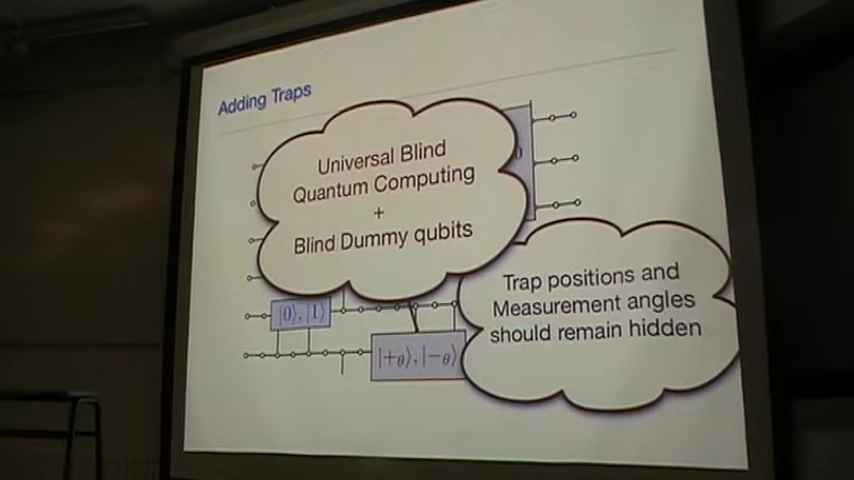 Adding Traps
Universal Blind
Quantum Computing
+
Blind Dummy qubits
Trap positions and
Measurement angles
should remain hidden
|0⟩, |1⟩
|+θ⟩, |−θ⟩